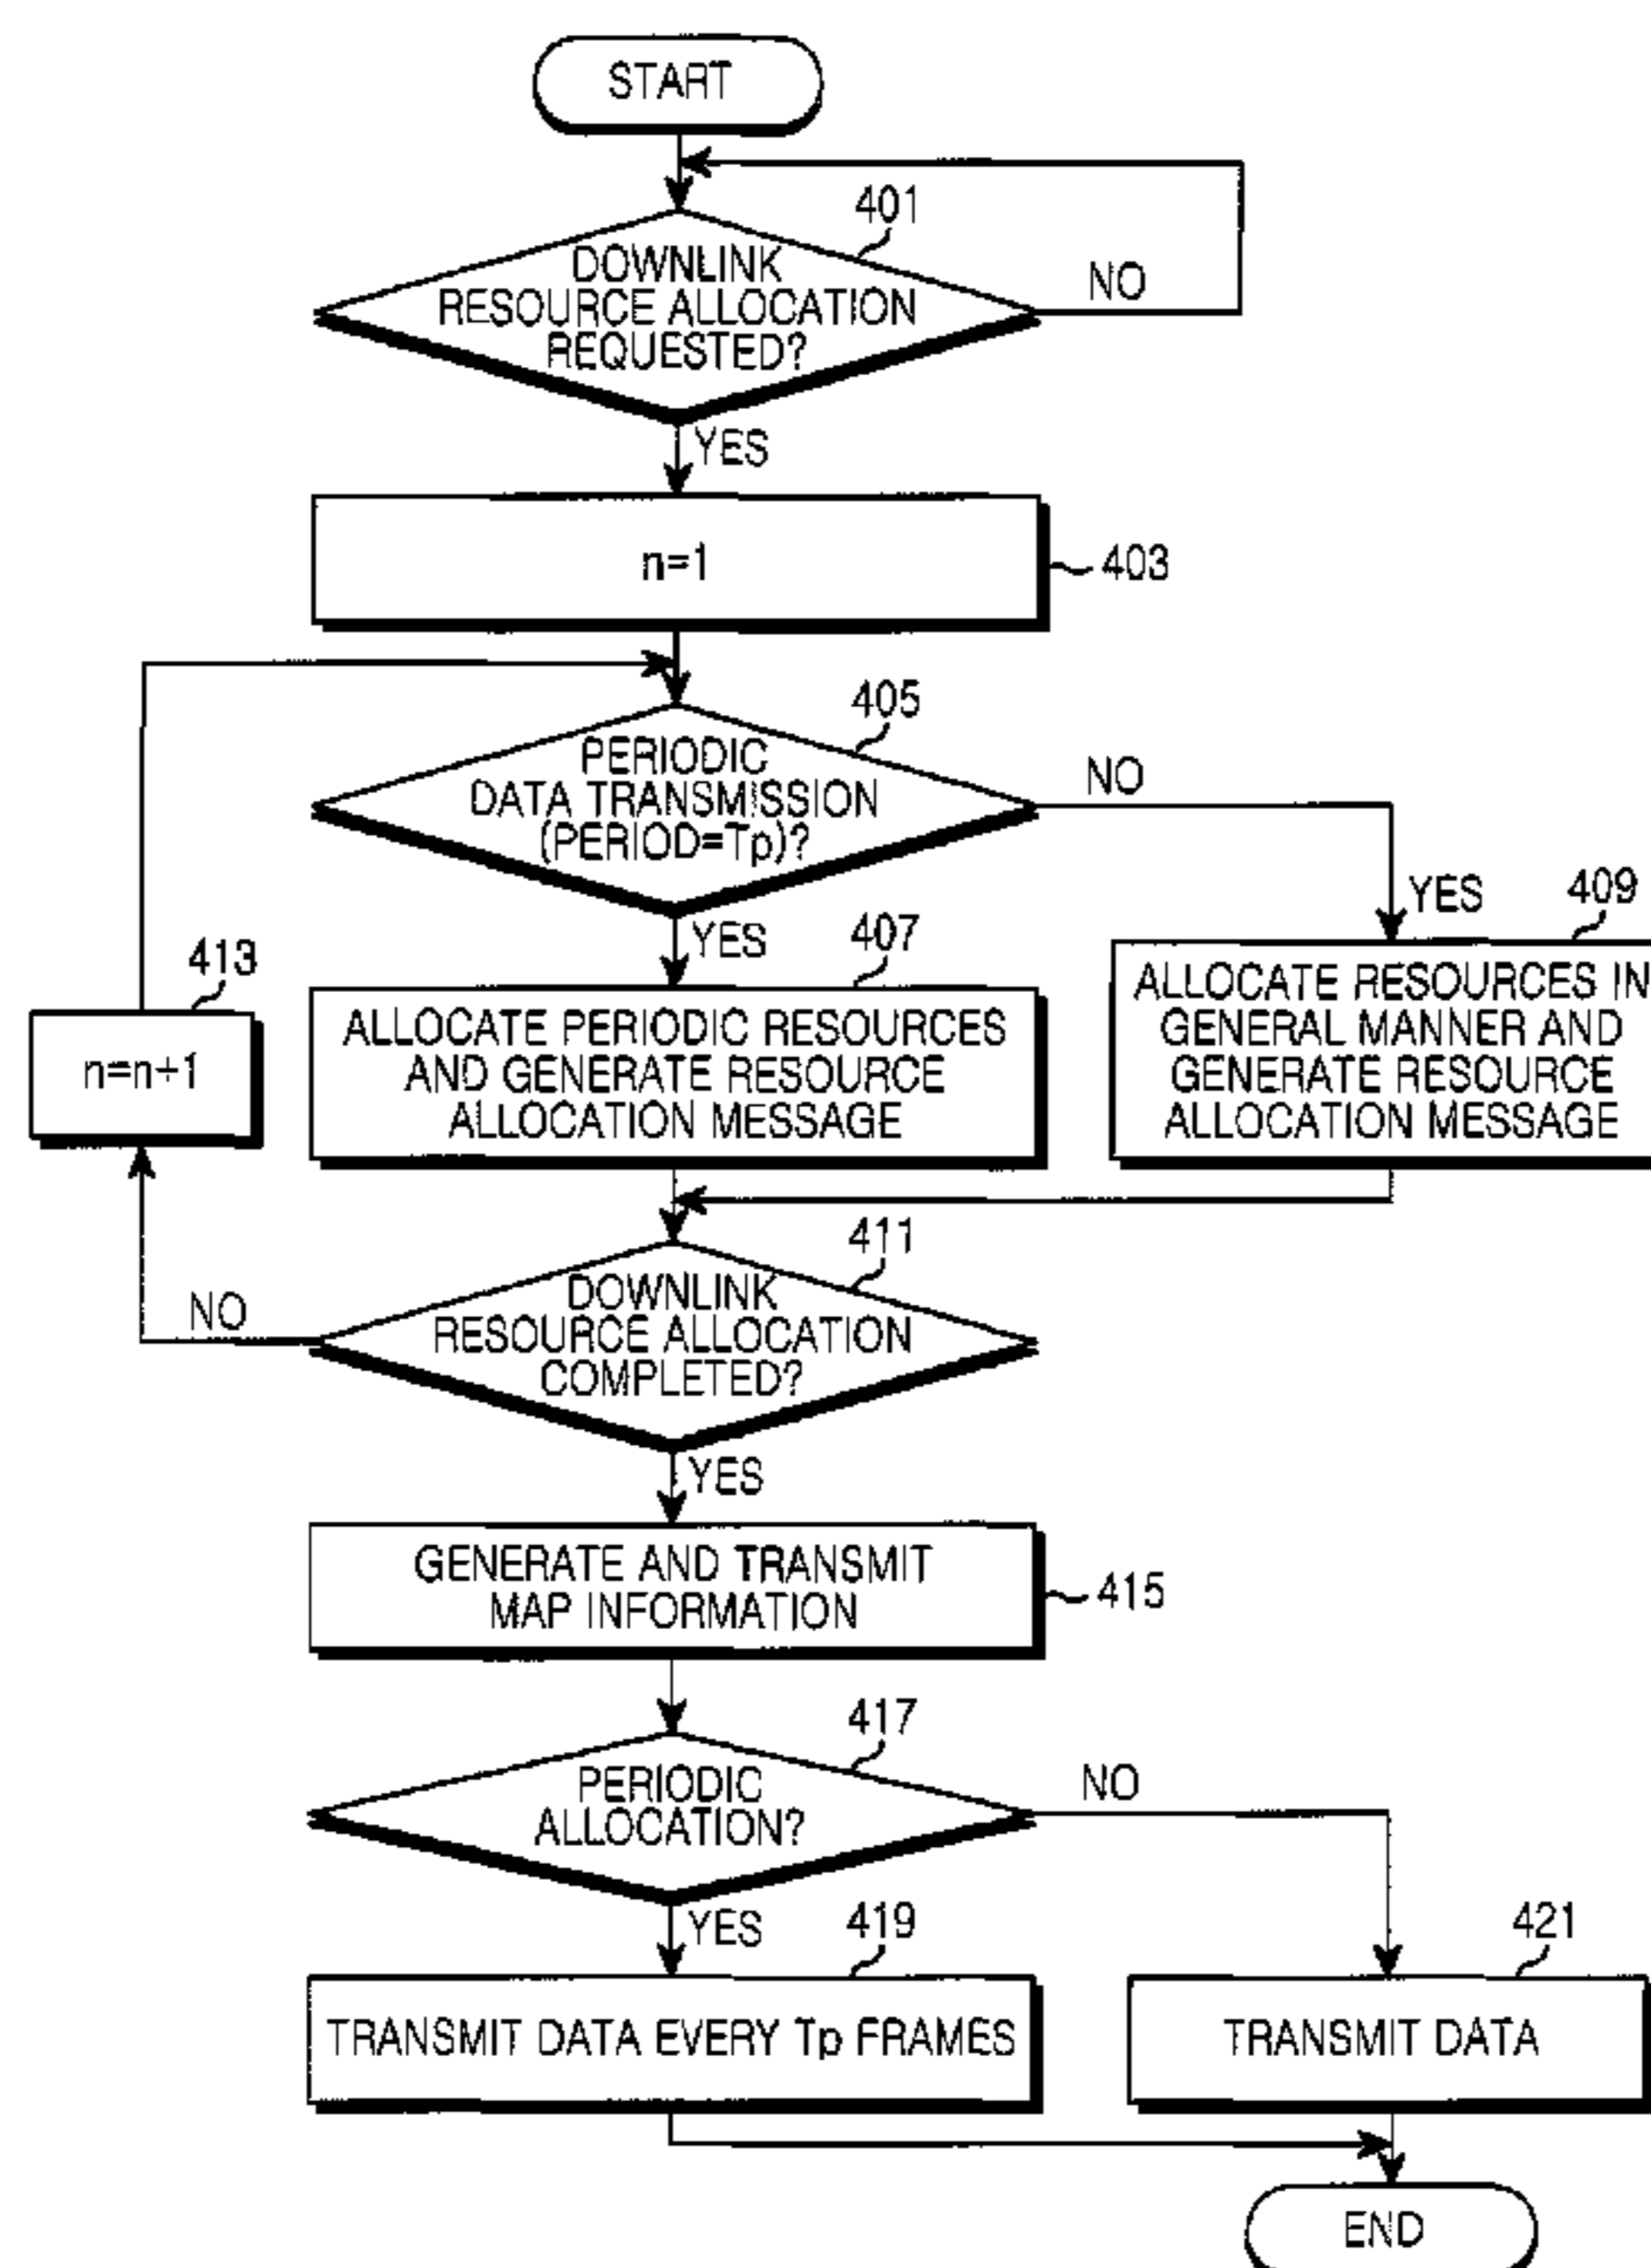 START
401
DOWNLINK
RESOURCE ALLOCATION
REQUESTED?
NO
YES
n=1
403
405
PERIODIC
DATA TRANSMISSION
(PERIOD=Tp)?
NO
YES
YES
407
409
413
n=n+1
ALLOCATE PERIODIC RESOURCES
AND GENERATE RESOURCE
ALLOCATION MESSAGE
ALLOCATE RESOURCES IN
GENERAL MANNER AND
GENERATE RESOURCE
ALLOCATION MESSAGE
411
DOWNLINK
RESOURCE ALLOCATION
COMPLETED?
NO
YES
GENERATE AND TRANSMIT
MAP INFORMATION
415
417
PERIODIC
ALLOCATION?
NO
YES
419
421
TRANSMIT DATA EVERY Tp FRAMES
TRANSMIT DATA
END